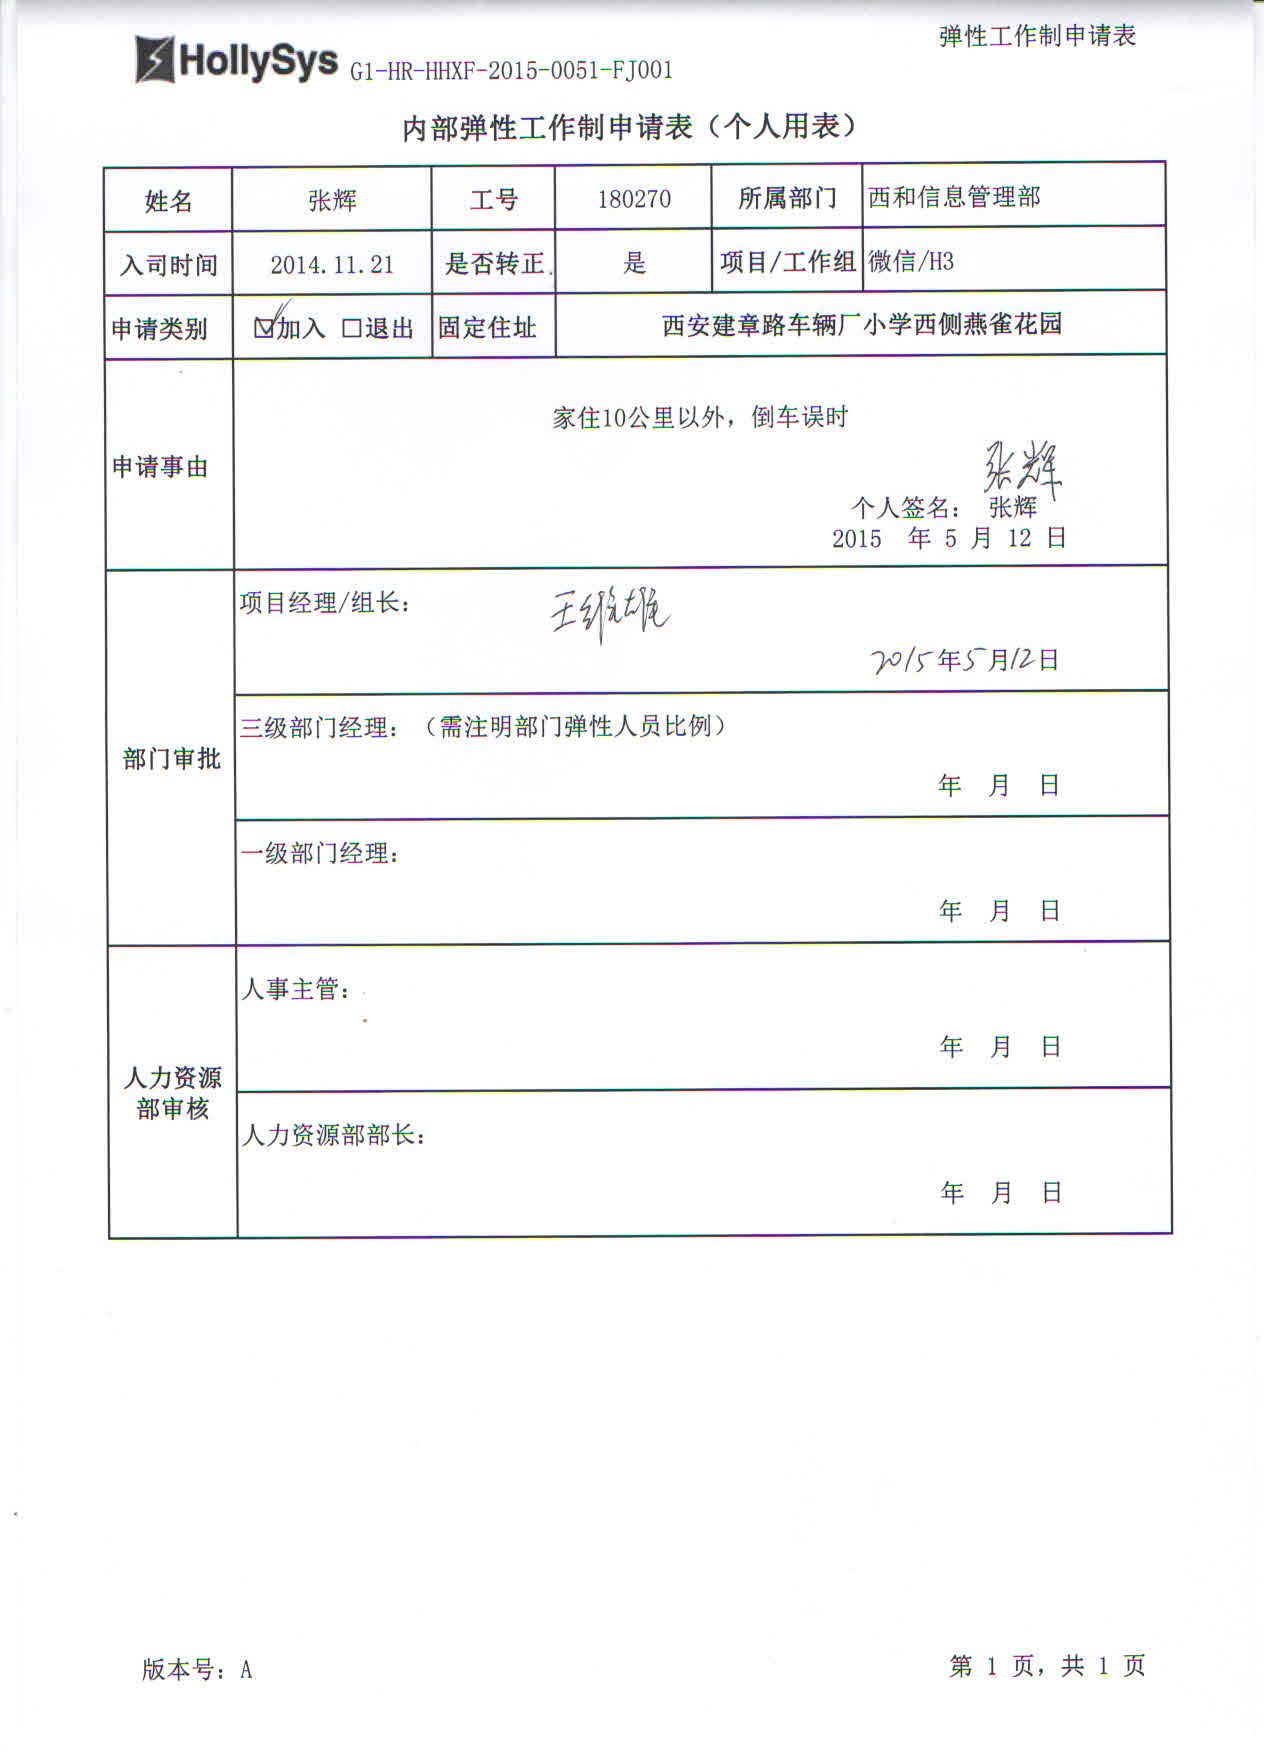 弹性工作制申请表
HollySys G1-HR-HHXF-2015-0051-FJ001
内部弹性工作制申请表（个人用表）
姓名 张辉 工号 180270 所属部门 西和信息管理部
入司时间 2014.11.21 是否转正 是 项目/工作组 微信/H3
申请类别 ☑加入 □退出 固定住址 西安建章路车辆厂小学西侧燕雀花园
申请事由
家住10公里以外，倒车误时
张辉
个人签名： 张辉
2015 年 5 月 12 日
部门审批
项目经理/组长： 王维雄
2015年5月12日
三级部门经理：（需注明部门弹性人员比例）
年 月 日
一级部门经理：
年 月 日
人力资源
部审核
人事主管：
年 月 日
人力资源部部长：
年 月 日
版本号：A
第 1 页，共 1 页